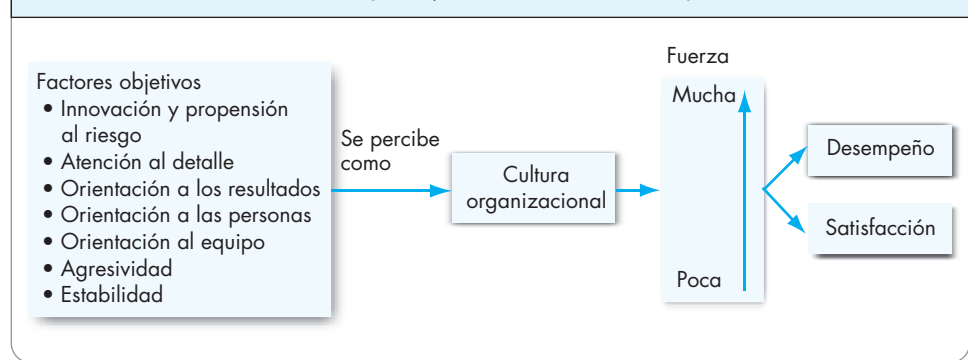 Factores objetivos
• Innovación y propensión
al riesgo
• Atención al detalle
• Orientación a los resultados
• Orientación a las personas
• Orientación al equipo
• Agresividad
• Estabilidad
Se percibe
como
Cultura
organizacional
Fuerza
Mucha
Poca
Desempeño
Satisfacción